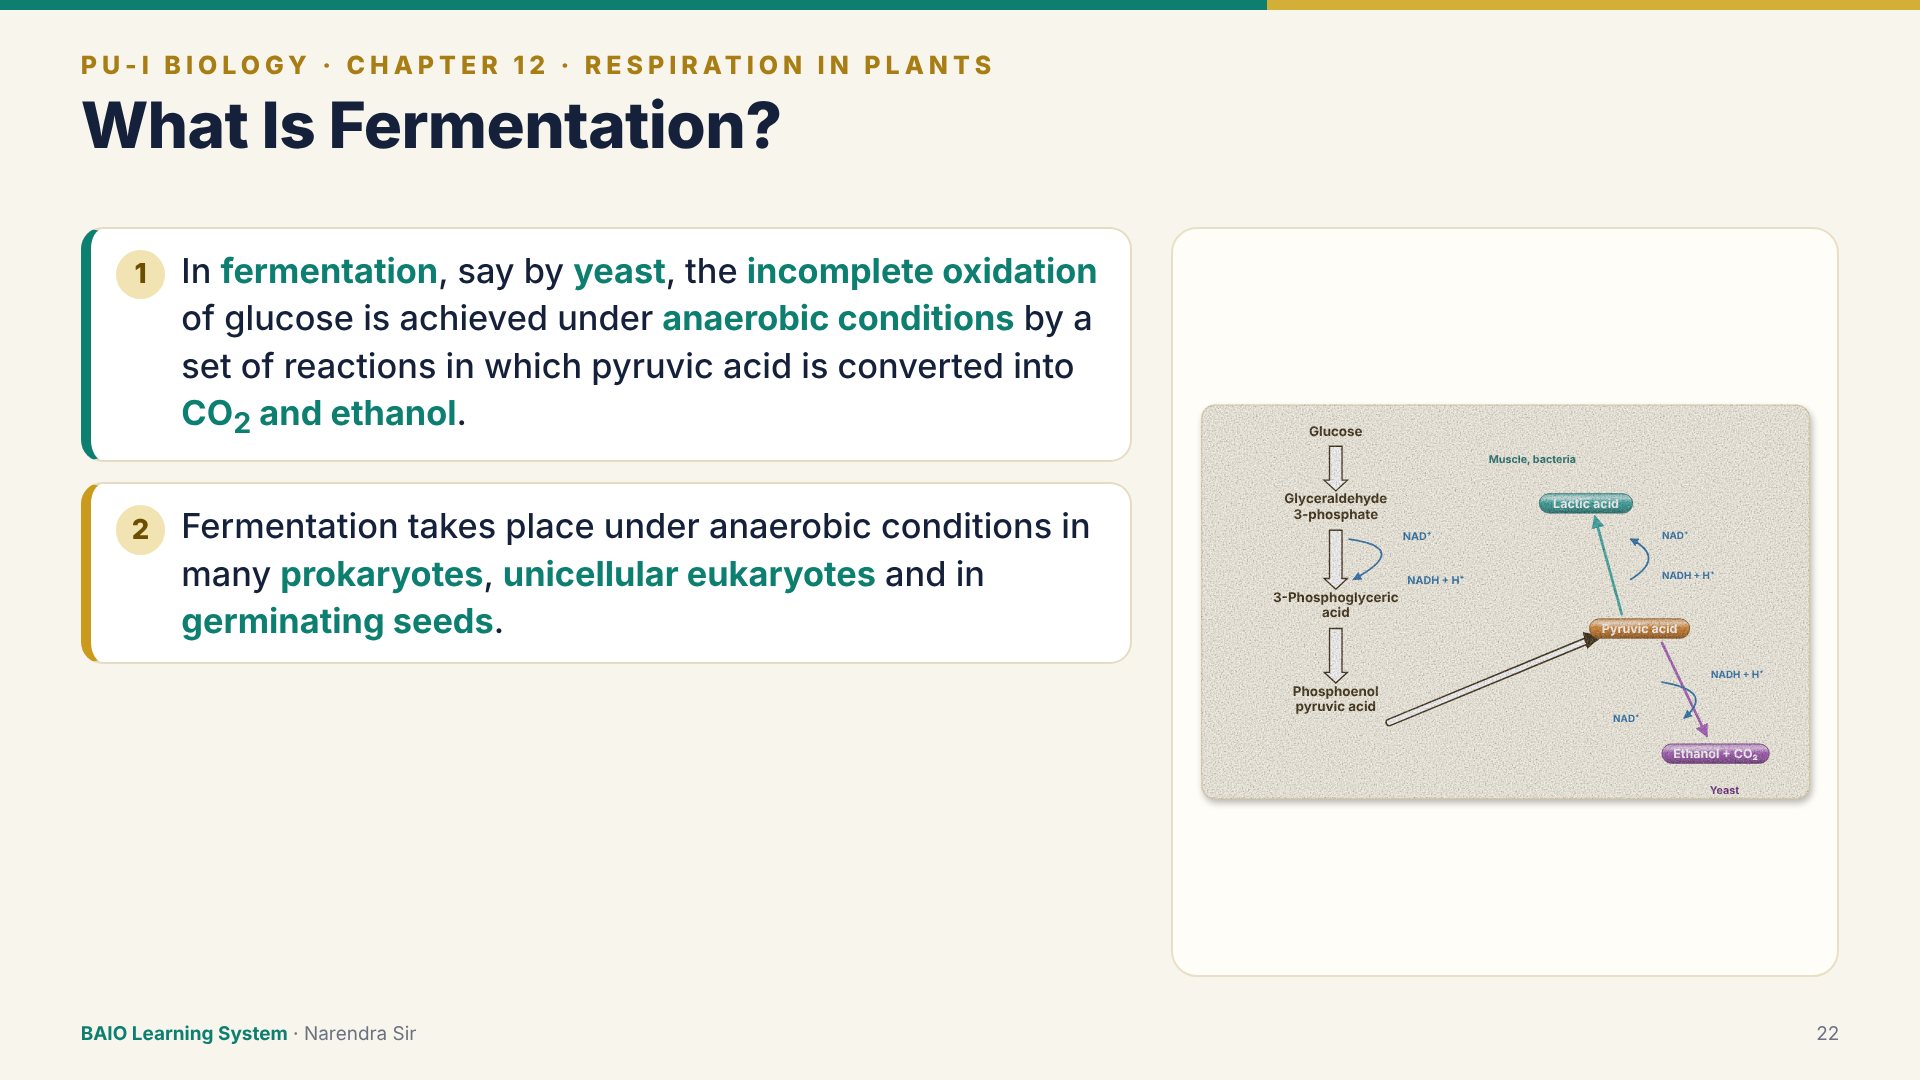 PU-I BIOLOGY · CHAPTER 12 · RESPIRATION IN PLANTS
What Is Fermentation?
1
In fermentation, say by yeast, the incomplete oxidation
of glucose is achieved under anaerobic conditions by a
set of reactions in which pyruvic acid is converted into
CO₂ and ethanol.
2
Fermentation takes place under anaerobic conditions in
many prokaryotes, unicellular eukaryotes and in
germinating seeds.
Glucose
Glyceraldehyde
3-phosphate
NAD⁺
NADH + H⁺
3-Phosphoglyceric
acid
Phosphoenol
pyruvic acid
Muscle, bacteria
Lactic acid
NAD⁺
NADH + H⁺
Pyruvic acid
NADH + H⁺
NAD⁺
Ethanol + CO₂
Yeast
BAIO Learning System · Narendra Sir
22